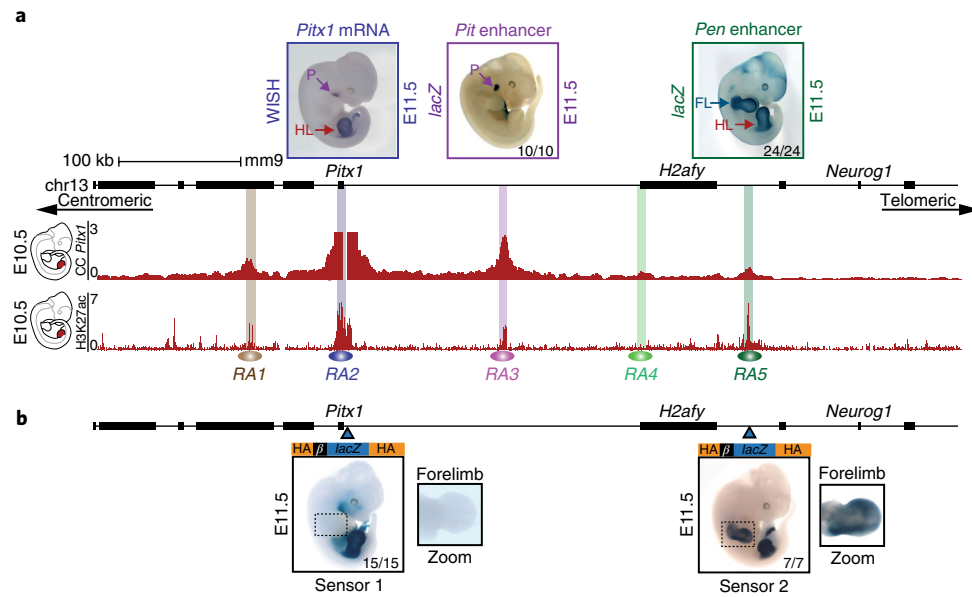 a
Pitx1 mRNA
Pit enhancer
Pen enhancer
WISH
P
HL
E11.5
lacZ
P
10/10
E11.5
lacZ
FL
HL
24/24
E11.5
100 kb
mm9
chr13
Pitx1
H2afy
Neurog1
Centromeric
Telomeric
E10.5
CC Pitx1
3
0
E10.5
H3K27ac
7
0
RA1
RA2
RA3
RA4
RA5
b
Pitx1
H2afy
Neurog1
HA β lacZ HA
HA β lacZ HA
E11.5
15/15
Forelimb
Zoom
Sensor 1
E11.5
7/7
Forelimb
Zoom
Sensor 2